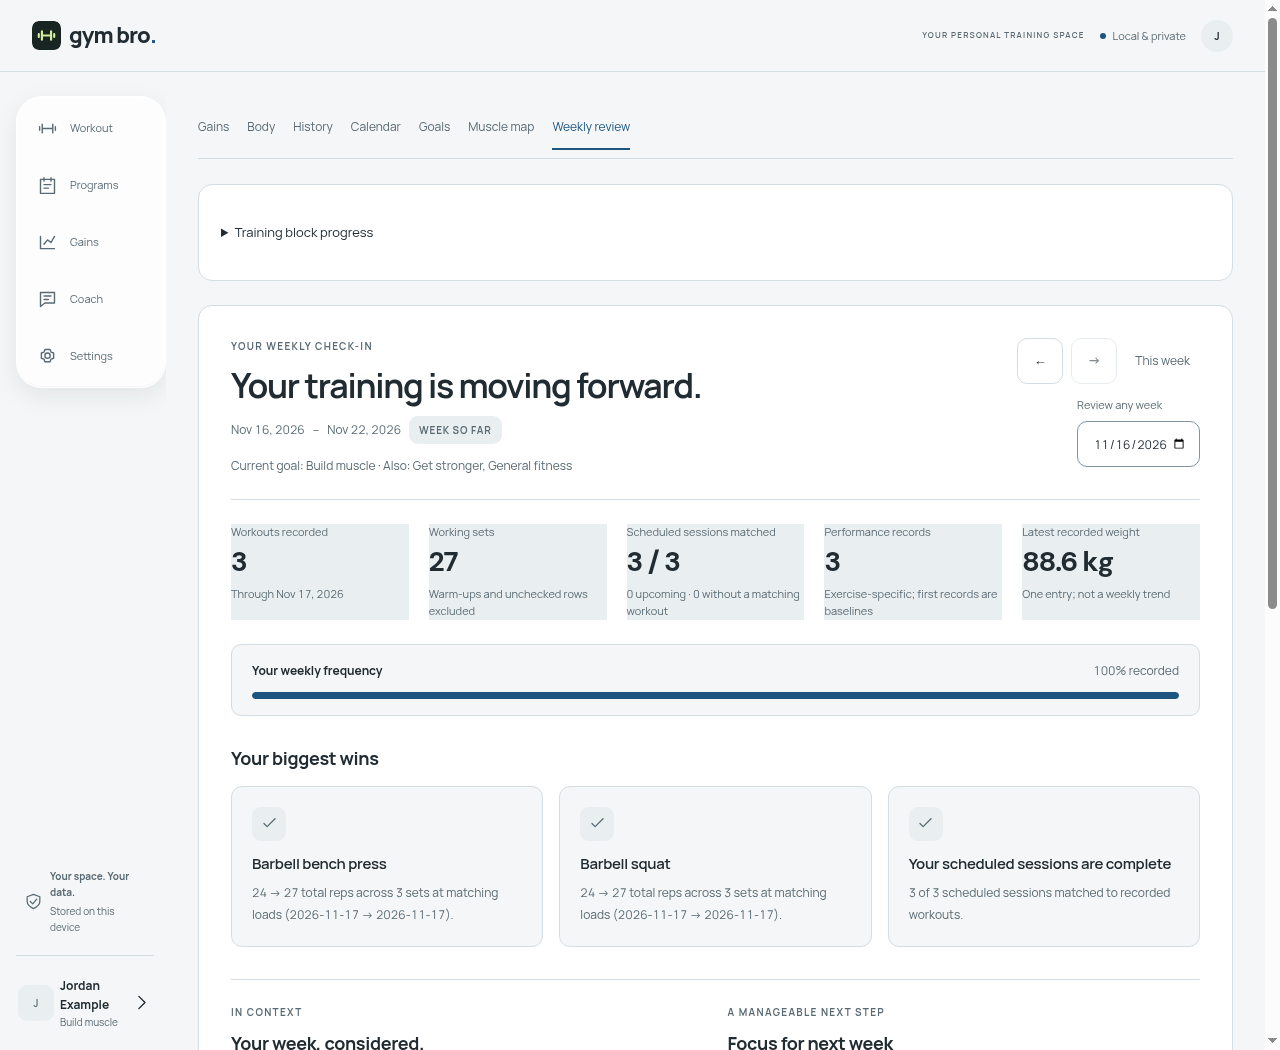 gym bro.
YOUR PERSONAL TRAINING SPACE
Local & private
J
Workout
Programs
Gains
Coach
Settings
Your space. Your
data.
Stored on this
device
J
Jordan
Example
Build muscle
Gains
Body
History
Calendar
Goals
Muscle map
Weekly review
Training block progress
YOUR WEEKLY CHECK-IN
Your training is moving forward.
Nov 16, 2026 – Nov 22, 2026 WEEK SO FAR
Current goal: Build muscle · Also: Get stronger, General fitness
← → This week
Review any week
11/16/2026
Workouts recorded
3
Through Nov 17, 2026
Working sets
27
Warm-ups and unchecked rows
excluded
Scheduled sessions matched
3 / 3
0 upcoming · 0 without a matching
workout
Performance records
3
Exercise-specific; first records are
baselines
Latest recorded weight
88.6 kg
One entry; not a weekly trend
Your weekly frequency
100% recorded
Your biggest wins
Barbell bench press
24 → 27 total reps across 3 sets at matching
loads (2026-11-17 → 2026-11-17).
Barbell squat
24 → 27 total reps across 3 sets at matching
loads (2026-11-17 → 2026-11-17).
Your scheduled sessions are complete
3 of 3 scheduled sessions matched to recorded
workouts.
IN CONTEXT
Your week, considered.
A MANAGEABLE NEXT STEP
Focus for next week